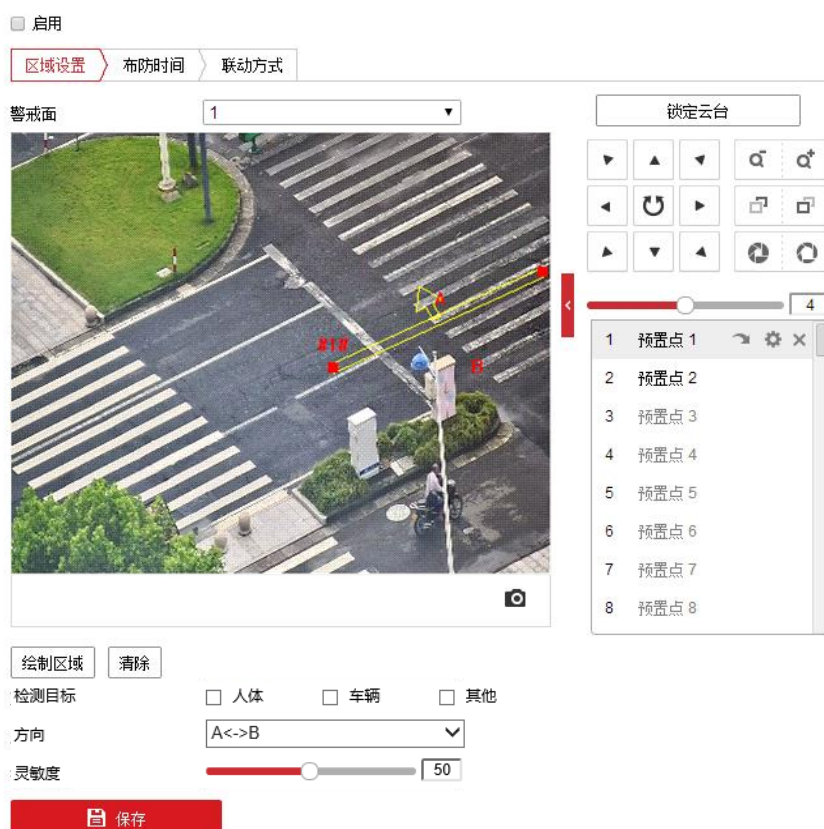 启用
区域设置 布防时间 联动方式
警戒面 1
锁定云台
#1#
A
B
4
1 预置点 1
2 预置点 2
3 预置点 3
4 预置点 4
5 预置点 5
6 预置点 6
7 预置点 7
8 预置点 8
绘制区域 清除
检测目标 人体 车辆 其他
方向 A<->B
灵敏度 50
保存